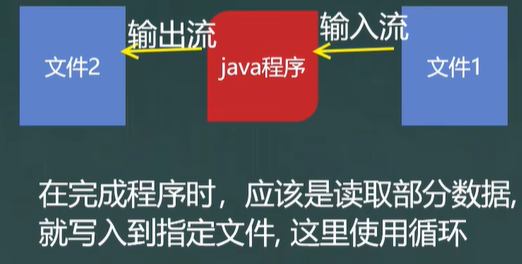 输出流 输入流
文件2 java程序 文件1
在完成程序时，应该是读取部分数据,
就写入到指定文件, 这里使用循环